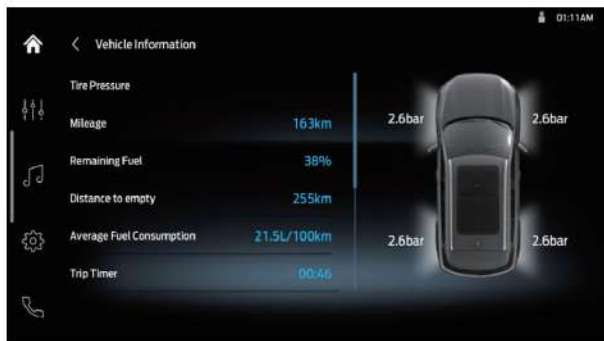 01:11AM
Vehicle Information
Tire Pressure
Mileage 163km
Remaining Fuel 38%
Distance to empty 255km
Average Fuel Consumption 21.5L/100km
Trip Timer 00:46
2.6bar 2.6bar
2.6bar 2.6bar